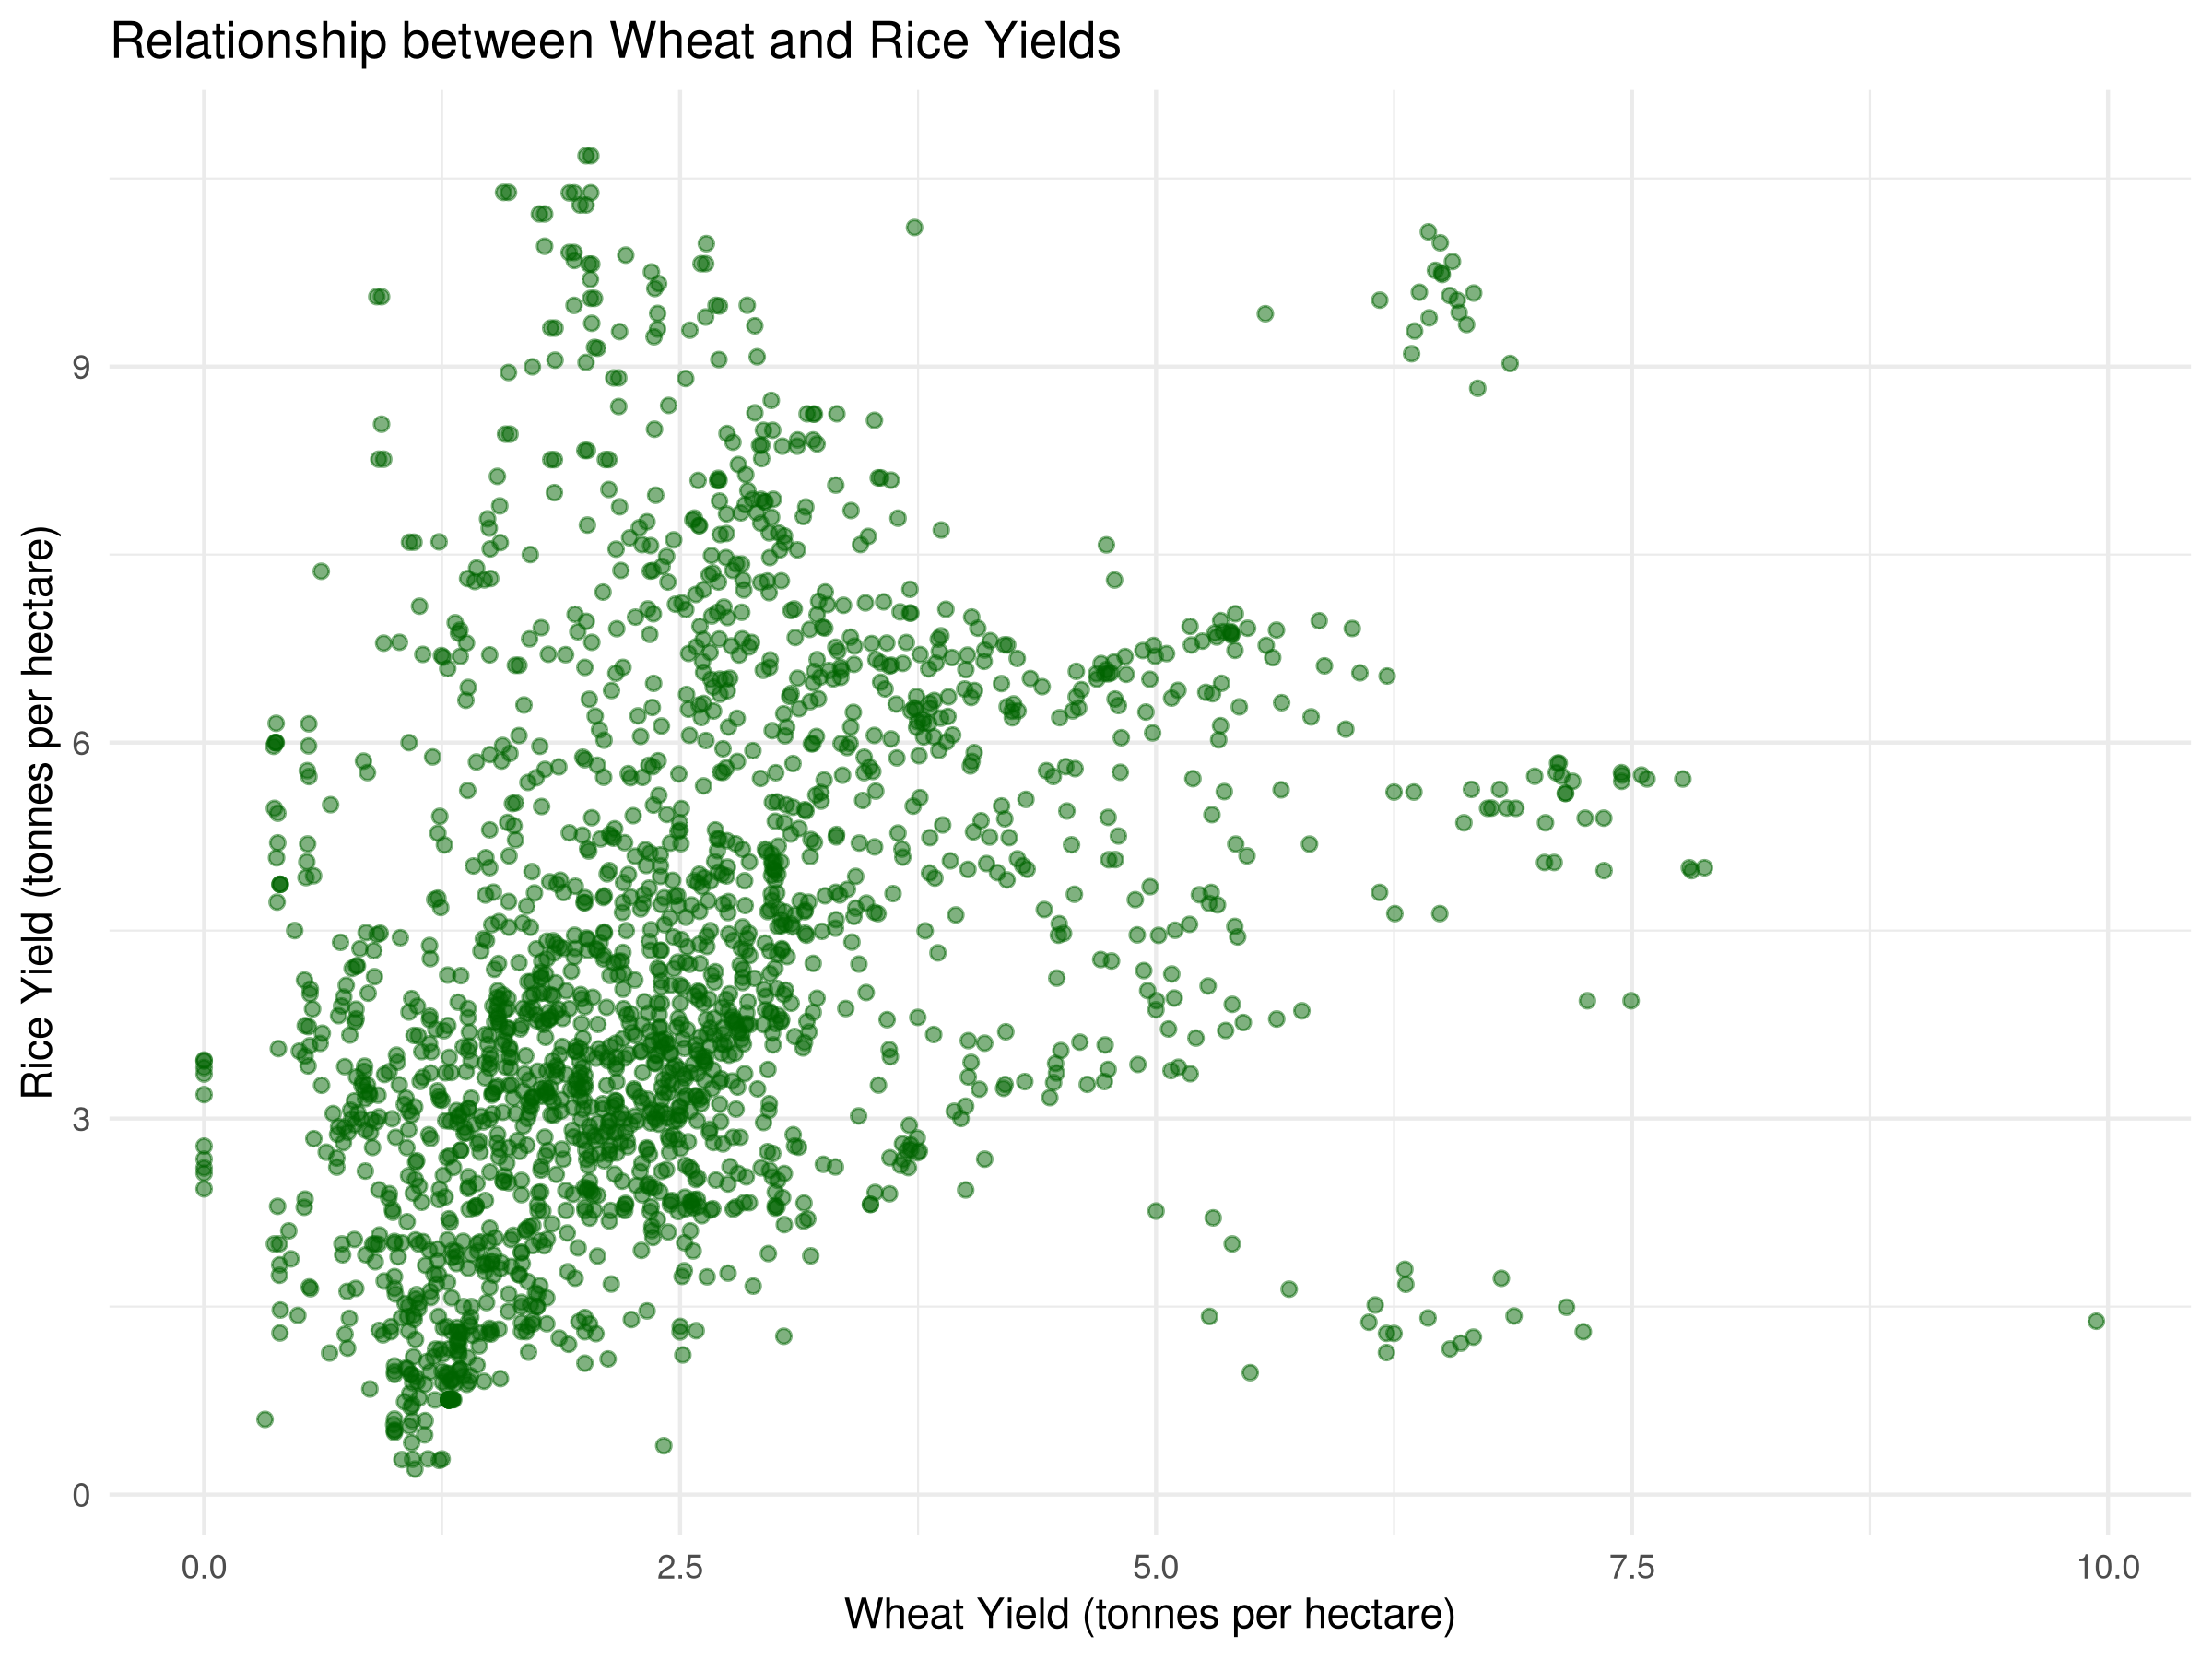 Relationship between Wheat and Rice Yields
Rice Yield (tonnes per hectare)
9
6
3
0
0.0 2.5 5.0 7.5 10.0
Wheat Yield (tonnes per hectare)